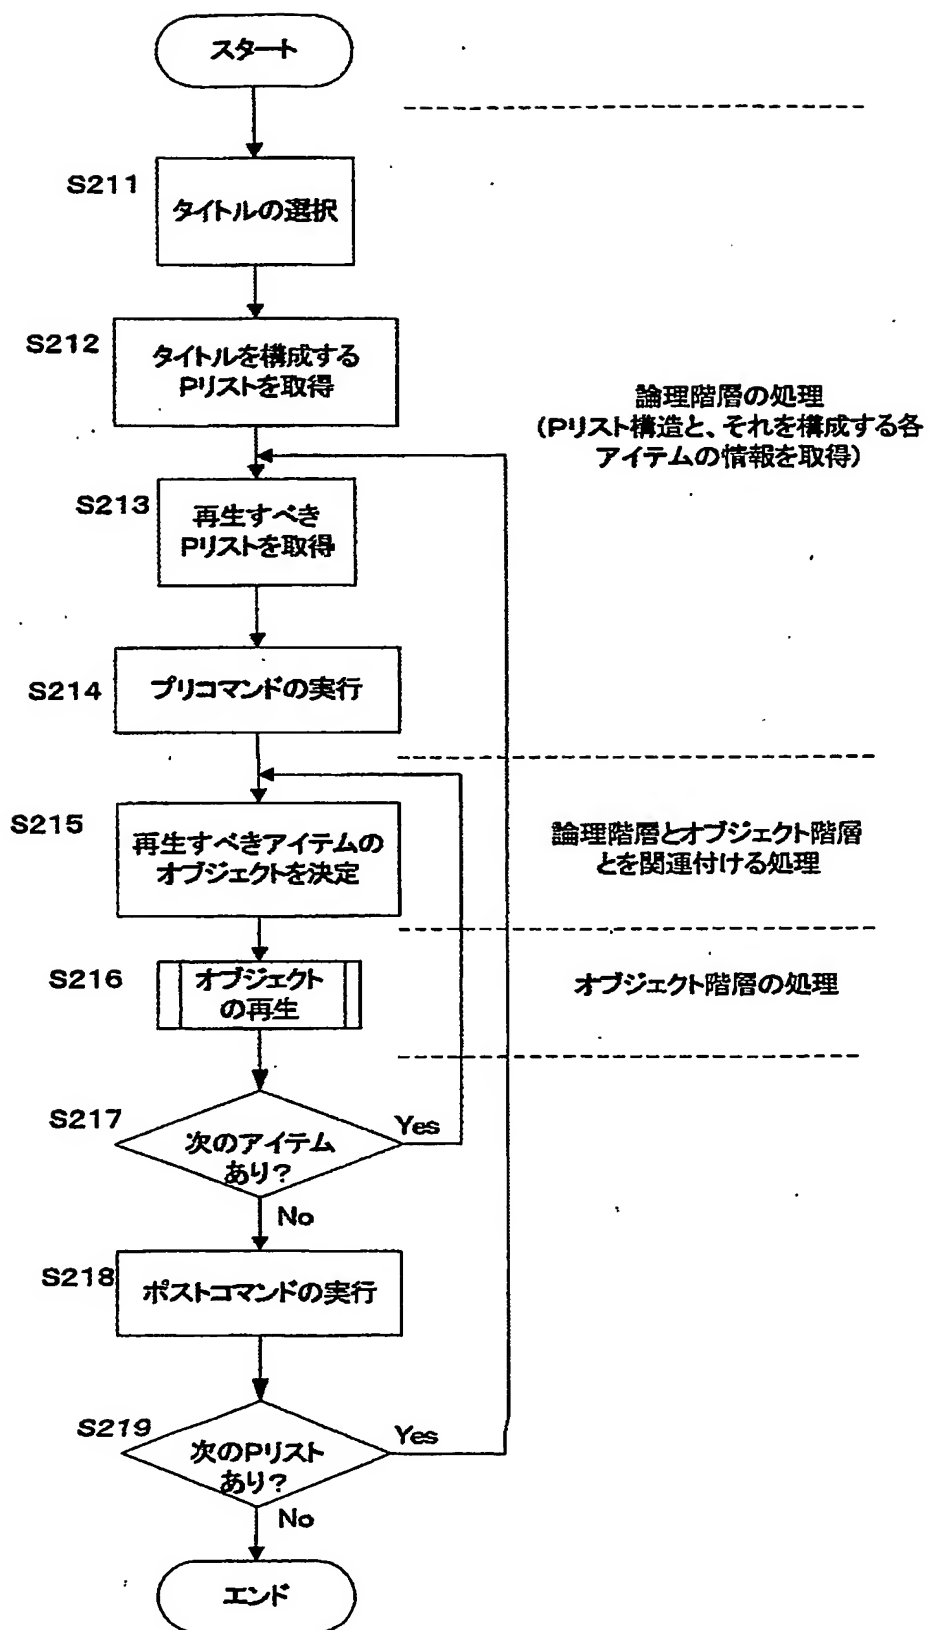 スタート
S211
タイトルの選択
S212
タイトルを構成する
Pリストを取得
論理階層の処理
(Pリスト構造と、それを構成する各
アイテムの情報を取得)
S213
再生すべき
Pリストを取得
S214
プリコマンドの実行
S215
再生すべきアイテムの
オブジェクトを決定
論理階層とオブジェクト階層
とを関連付ける処理
S216
オブジェクト
の再生
オブジェクト階層の処理
S217
次のアイテム
あり?
Yes
No
S218
ポストコマンドの実行
S219
次のPリスト
あり?
Yes
No
エンド